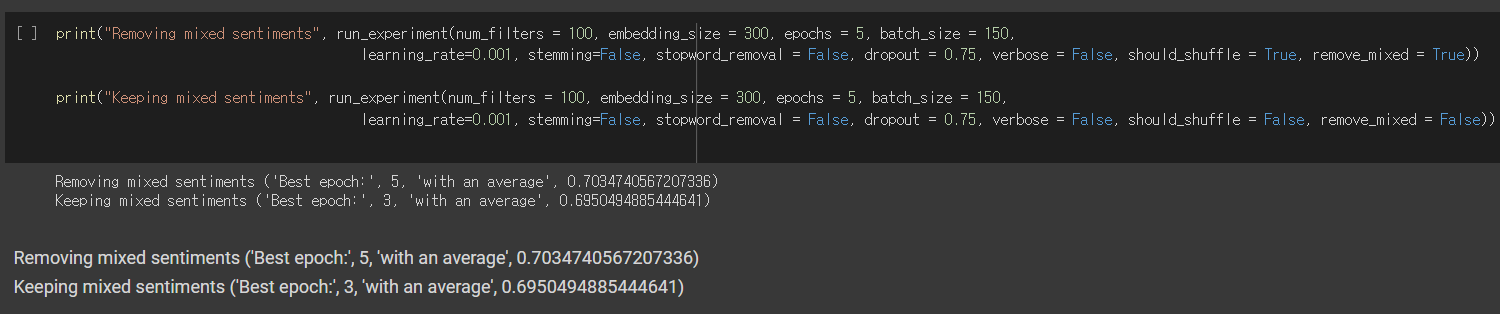 [ ] print("Removing mixed sentiments", run_experiment(num_filters = 100, embedding_size = 300, epochs = 5, batch_size = 150,
learning_rate=0.001, stemming=False, stopword_removal = False, dropout = 0.75, verbose = False, should_shuffle = True, remove_mixed = True))
print("Keeping mixed sentiments", run_experiment(num_filters = 100, embedding_size = 300, epochs = 5, batch_size = 150,
learning_rate=0.001, stemming=False, stopword_removal = False, dropout = 0.75, verbose = False, should_shuffle = False, remove_mixed = False))
Removing mixed sentiments ('Best epoch:', 5, 'with an average', 0.7034740567207336)
Keeping mixed sentiments ('Best epoch:', 3, 'with an average', 0.6950494885444641)
Removing mixed sentiments ('Best epoch:', 5, 'with an average', 0.7034740567207336)
Keeping mixed sentiments ('Best epoch:', 3, 'with an average', 0.6950494885444641)